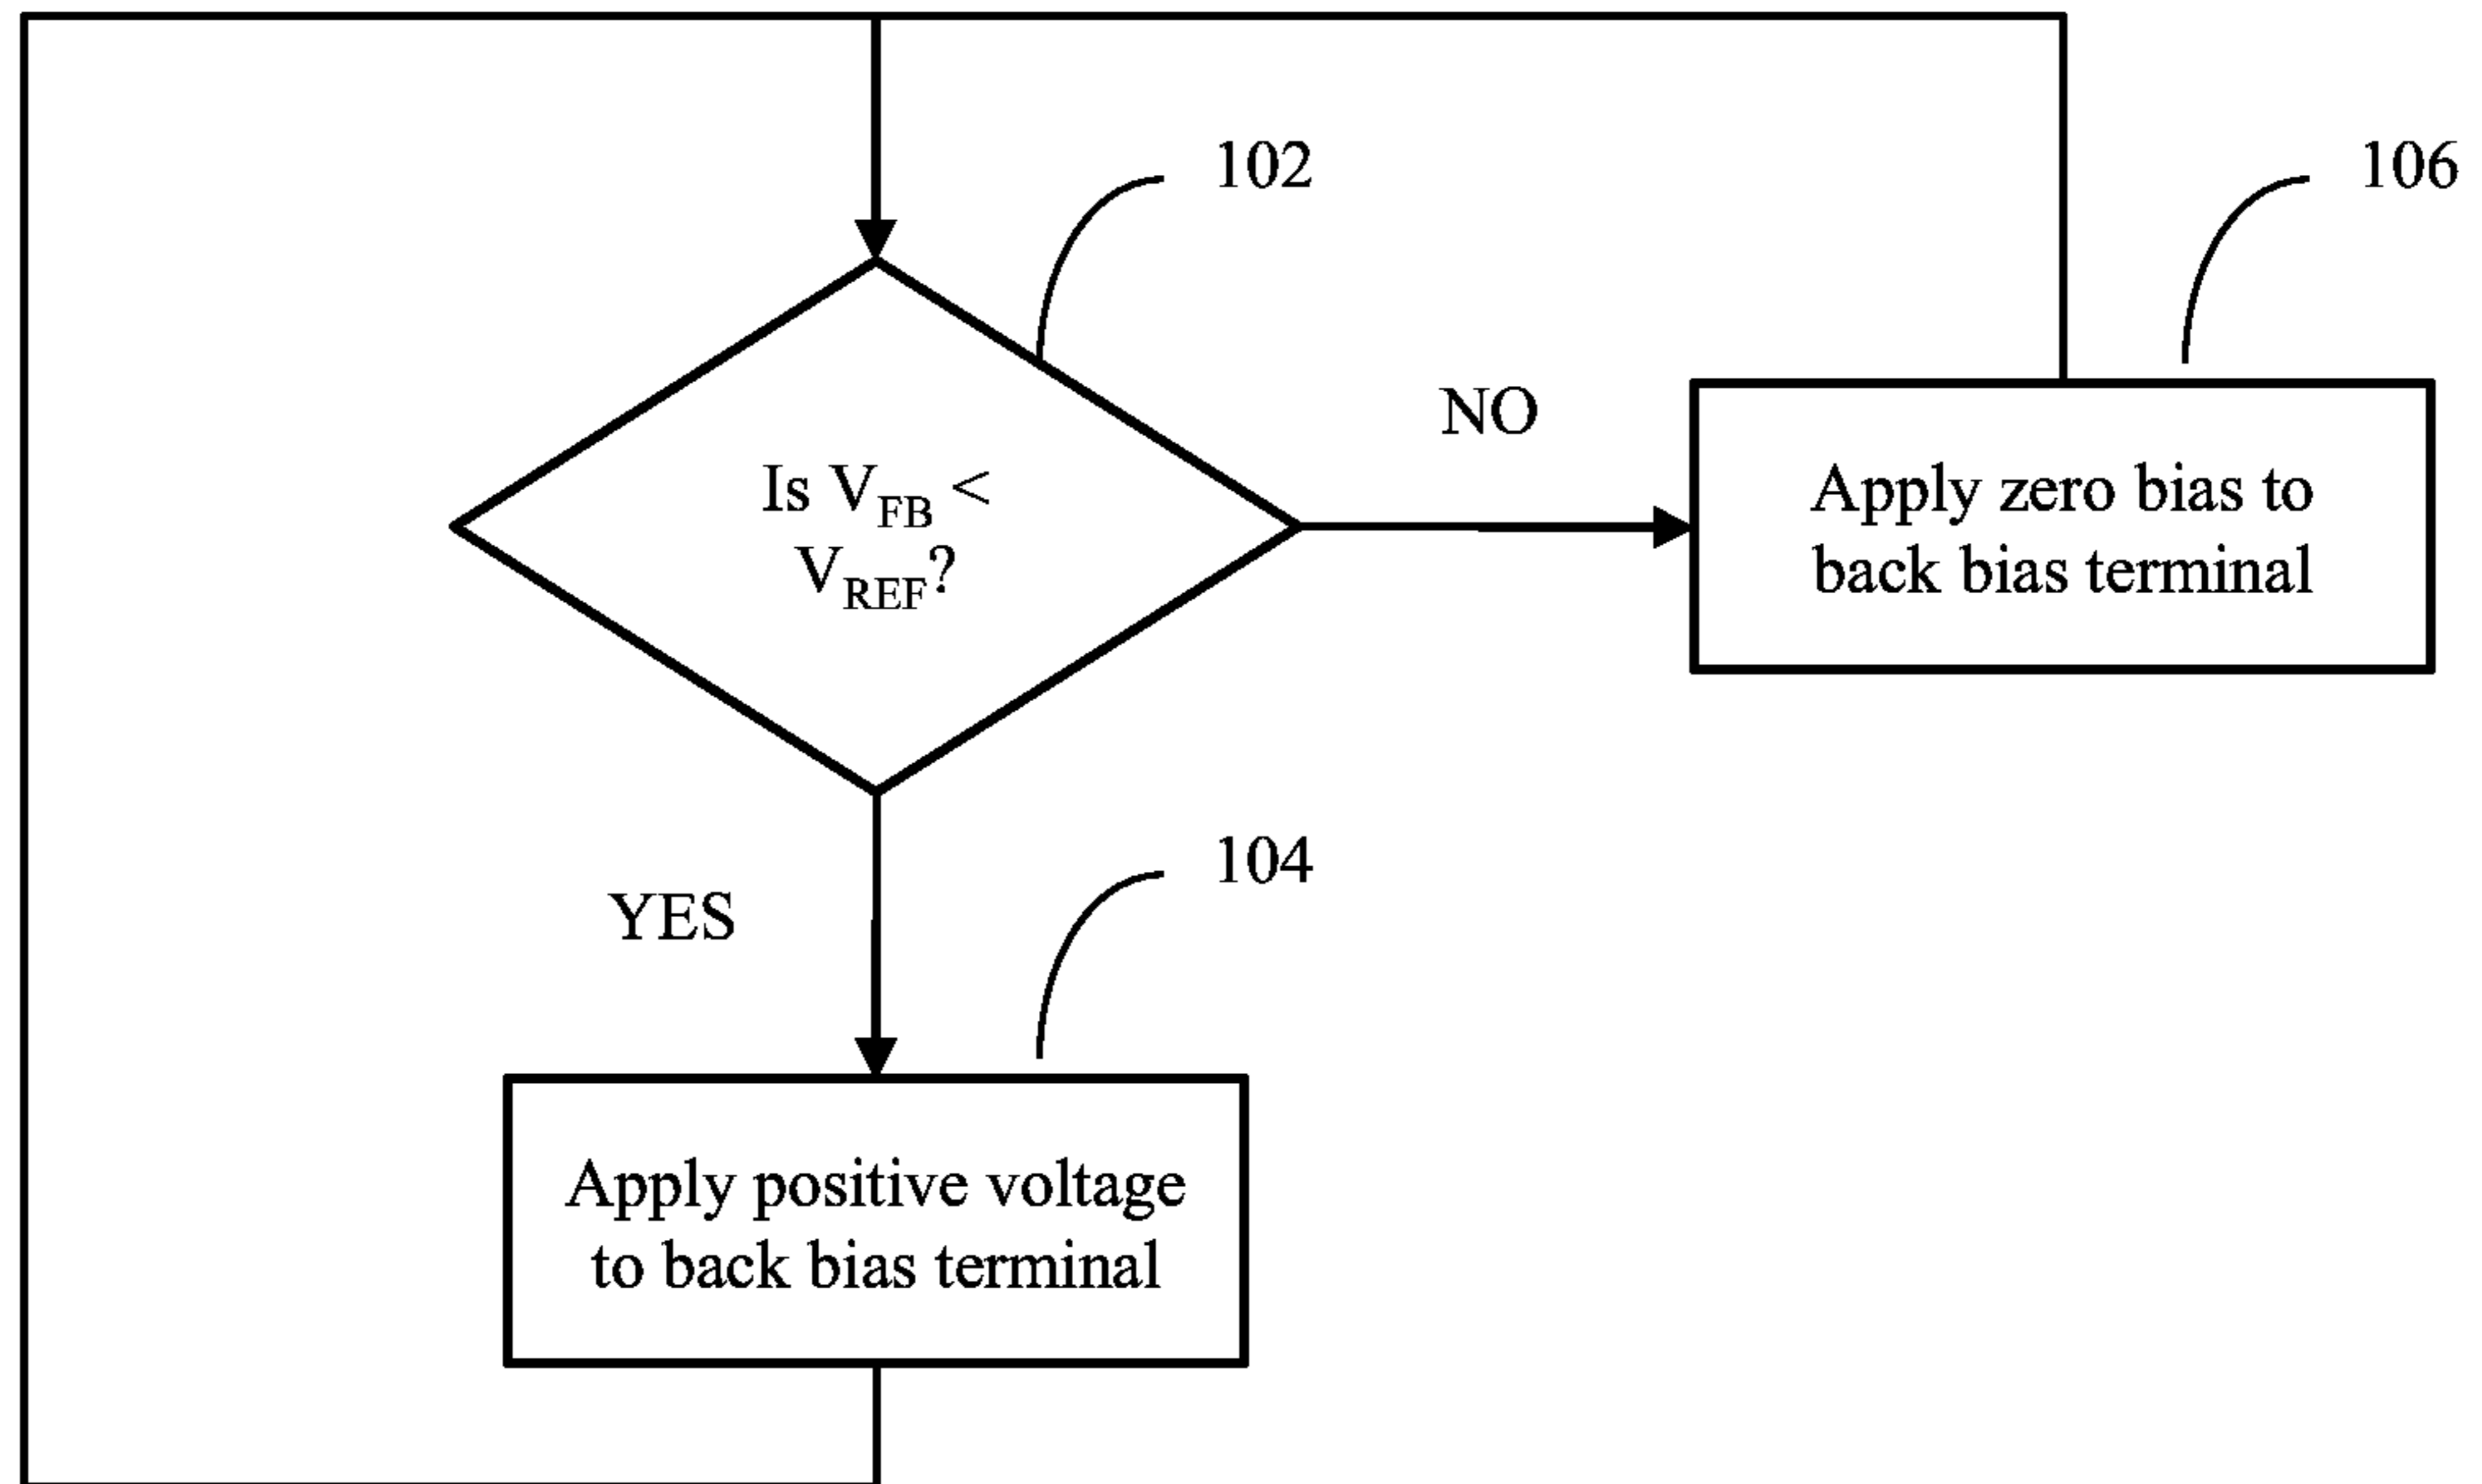 102
106
NO
Is V_FB <
V_REF?
Apply zero bias to
back bias terminal
104
YES
Apply positive voltage
to back bias terminal